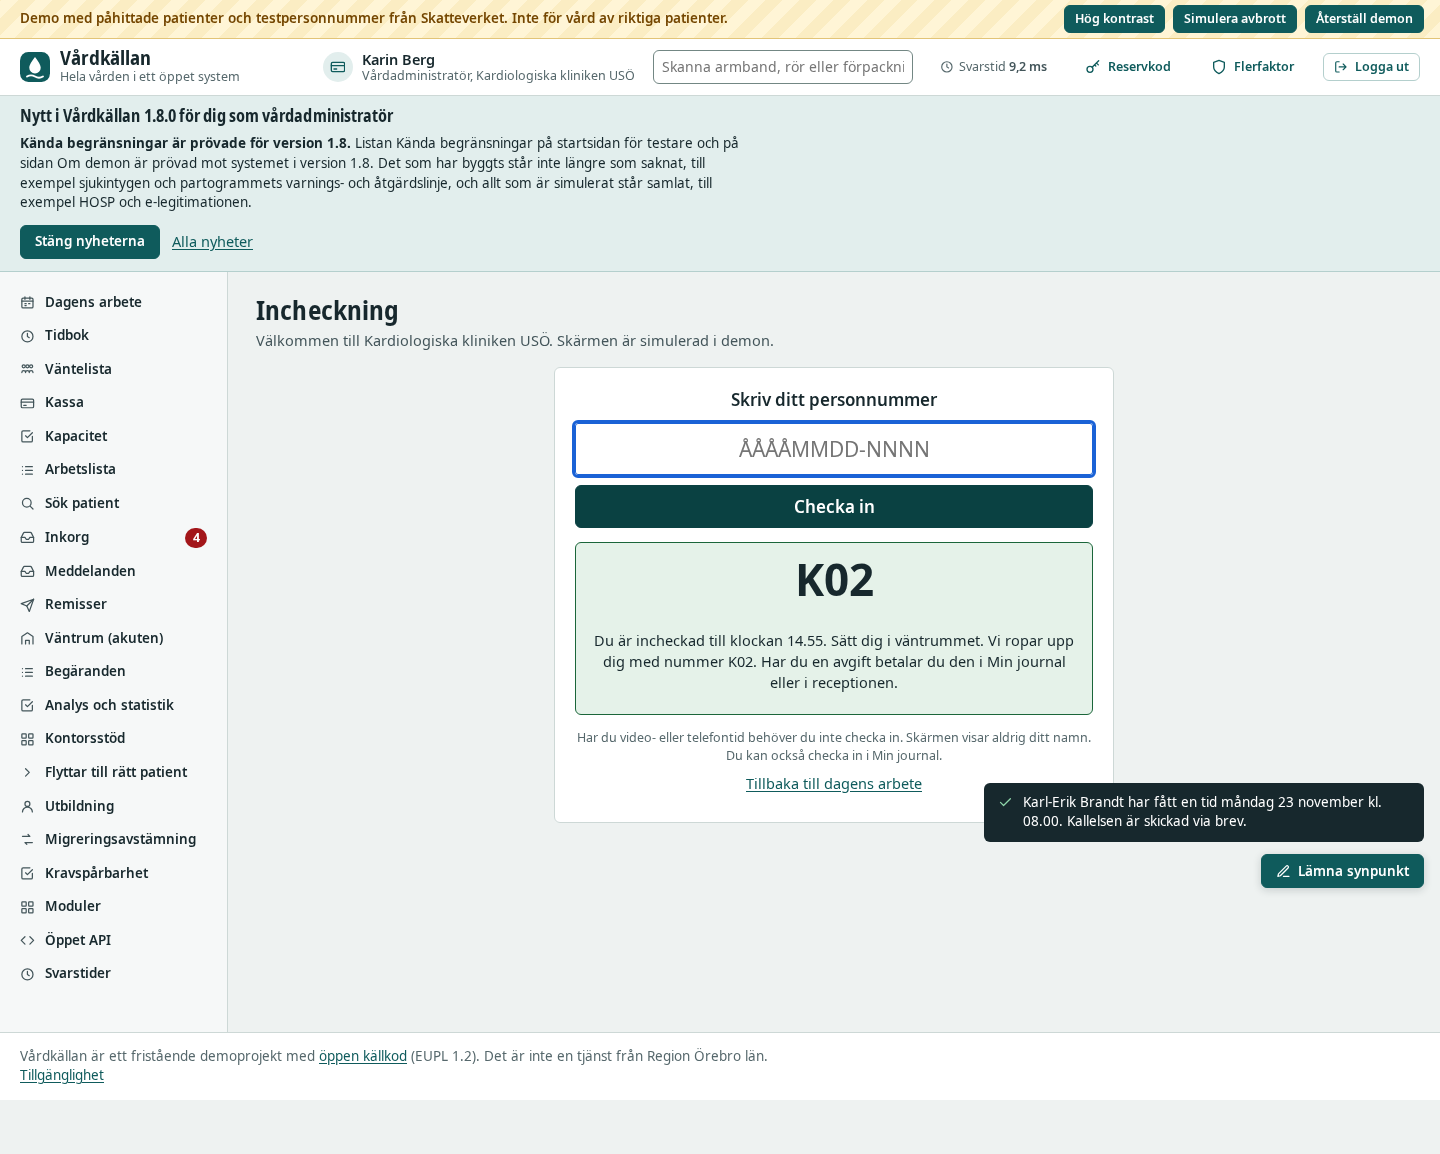 Demo med påhittade patienter och testpersonnummer från Skatteverket. Inte för vård av riktiga patienter.
Hög kontrast
Simulera avbrott
Återställ demon
Vårdkällan
Hela vården i ett öppet system
Karin Berg
Vårdadministratör, Kardiologiska kliniken USÖ
Skanna armband, rör eller förpackni
Svarstid 9,2 ms
Reservkod
Flerfaktor
Logga ut
Nytt i Vårdkällan 1.8.0 för dig som vårdadministratör
Kända begränsningar är prövade för version 1.8. Listan Kända begränsningar på startsidan för testare och på
sidan Om demon är prövad mot systemet i version 1.8. Det som har byggts står inte längre som saknat, till
exempel sjukintygen och partogrammets varnings- och åtgärdslinje, och allt som är simulerat står samlat, till
exempel HOSP och e-legitimationen.
Stäng nyheterna
Alla nyheter
Dagens arbete
Tidbok
Väntelista
Kassa
Kapacitet
Arbetslista
Sök patient
Inkorg
4
Meddelanden
Remisser
Väntrum (akuten)
Begäranden
Analys och statistik
Kontorsstöd
Flyttar till rätt patient
Utbildning
Migreringsavstämning
Kravspårbarhet
Moduler
Öppet API
Svarstider
Incheckning
Välkommen till Kardiologiska kliniken USÖ. Skärmen är simulerad i demon.
Skriv ditt personnummer
ÅÅÅÅMMDD-NNNN
Checka in
K02
Du är incheckad till klockan 14.55. Sätt dig i väntrummet. Vi ropar upp
dig med nummer K02. Har du en avgift betalar du den i Min journal
eller i receptionen.
Har du video- eller telefontid behöver du inte checka in. Skärmen visar aldrig ditt namn.
Du kan också checka in i Min journal.
Tillbaka till dagens arbete
Karl-Erik Brandt har fått en tid måndag 23 november kl.
08.00. Kallelsen är skickad via brev.
Lämna synpunkt
Vårdkällan är ett fristående demoprojekt med öppen källkod (EUPL 1.2). Det är inte en tjänst från Region Örebro län.
Tillgänglighet